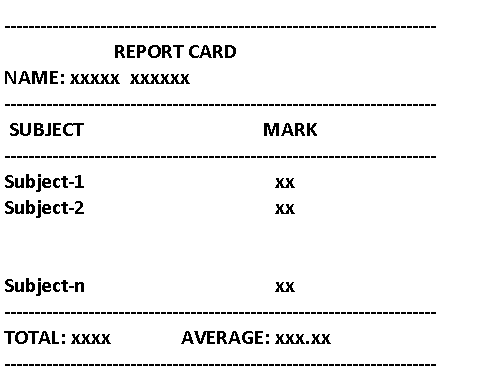 ------------------------------------------------------------------------
REPORT CARD
NAME: xxxxx  xxxxxx
------------------------------------------------------------------------
SUBJECT MARK
------------------------------------------------------------------------
Subject-1 xx
Subject-2 xx
Subject-n xx
------------------------------------------------------------------------
TOTAL: xxxx AVERAGE: xxx.xx
------------------------------------------------------------------------